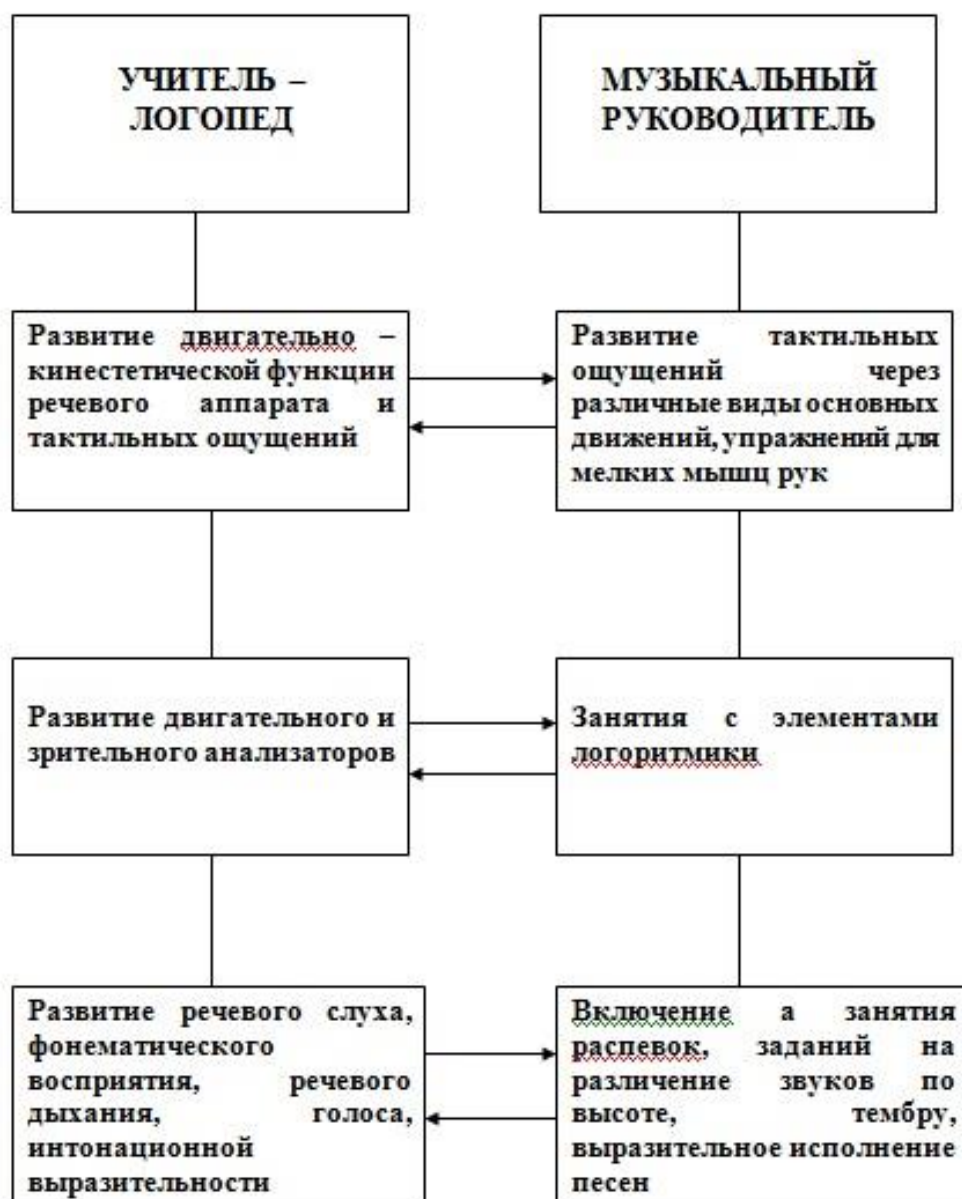 УЧИТЕЛЬ –
ЛОГОПЕД
МУЗЫКАЛЬНЫЙ
РУКОВОДИТЕЛЬ
Развитие двигательно –
кинестетической функции
речевого аппарата и
тактильных ощущений
Развитие тактильных
ощущений через
различные виды основных
движений, упражнений для
мелких мышц рук
Развитие двигательного и
зрительного анализаторов
Занятия с элементами
логоритмики
Развитие речевого слуха,
фонематического
восприятия, речевого
дыхания, голоса,
интонационной
выразительности
Включение а занятия
распевок, заданий на
различение звуков по
высоте, тембру,
выразительное исполнение
песен